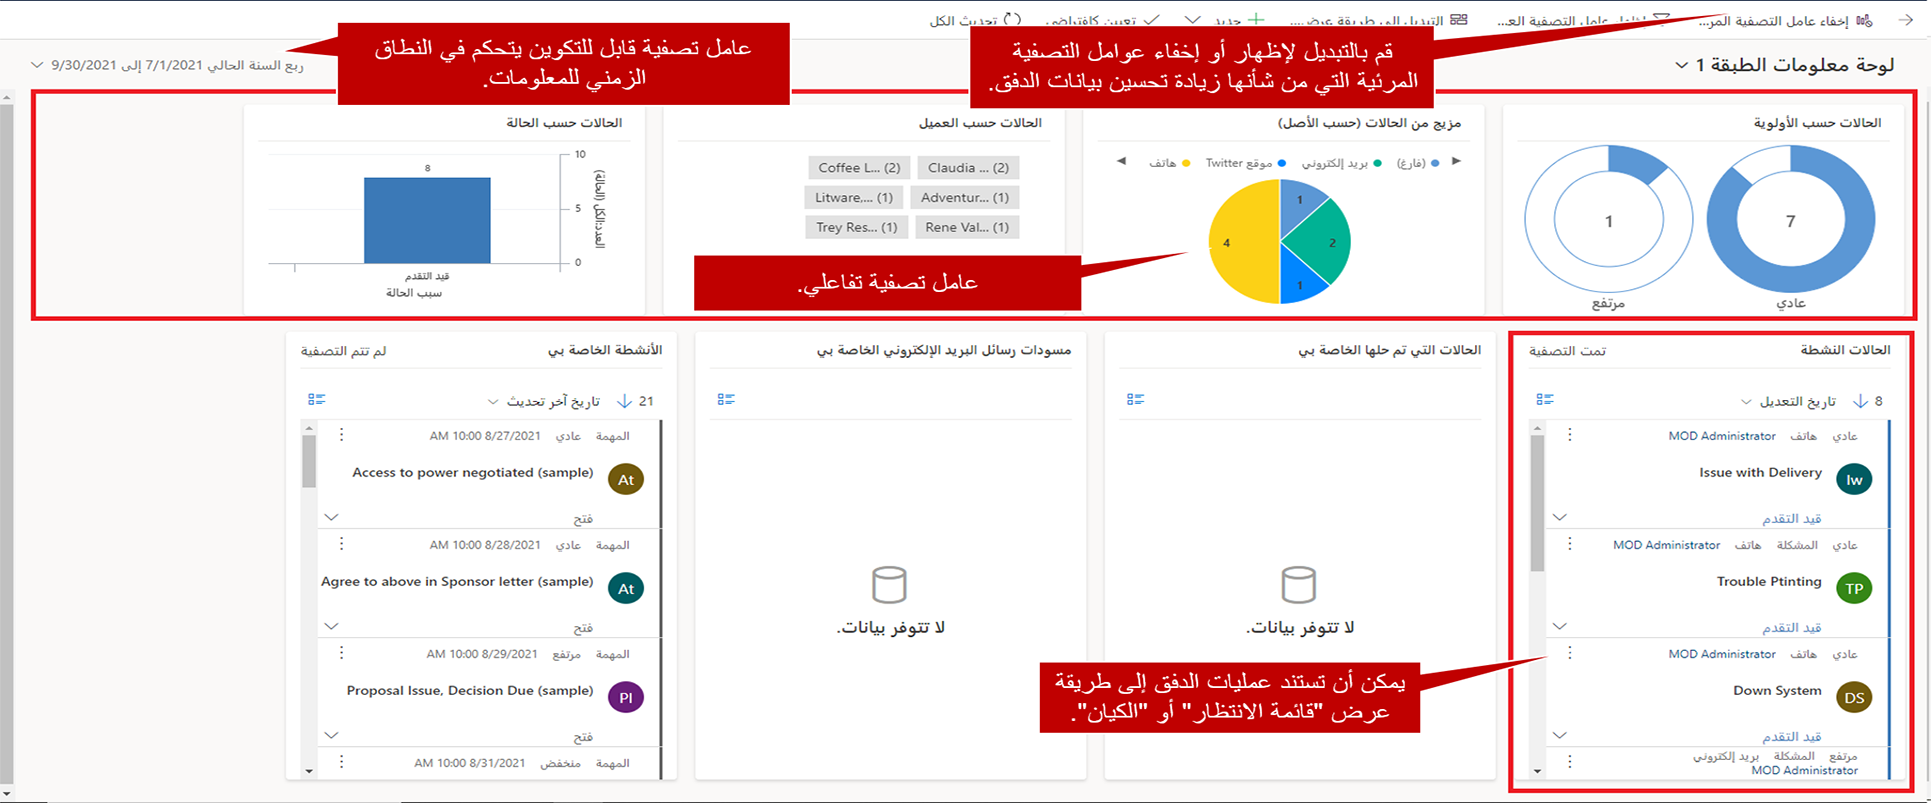 إخفاء عامل التصفية المر...
التبديل إلى طريقة عرض...
جديد
تعيين كافتراضي
تحديث الكل
لوحة معلومات الطبقة 1
ربع السنة الحالي 7/1/2021 إلى 9/30/2021
قم بالتبديل لإظهار أو إخفاء عوامل التصفية
المرئية التي من شأنها زيادة تحسين بيانات الدفق.
عامل تصفية قابل للتكوين يتحكم في النطاق
الزمني للمعلومات.
الحالات حسب الأولوية
7
عادي
1
مرتفع
مزيج من الحالات (حسب الأصل)
(فارغ)
بريد إلكتروني
موقع Twitter
هاتف
1
2
1
4
عامل تصفية تفاعلي.
الحالات حسب العميل
Coffee L... (2)
Claudia ... (2)
Litware,... (1)
Adventur... (1)
Trey Res... (1)
Rene Val... (1)
الحالات حسب الحالة
10
5
0
العدد:الكل (الحالة)
8
قيد التقدم
سبب الحالة
الحالات النشطة
تمت التصفية
8
تاريخ التعديل
عادي هاتف MOD Administrator
Iw
Issue with Delivery
قيد التقدم
عادي المشكلة هاتف MOD Administrator
TP
Trouble Ptinting
قيد التقدم
عادي هاتف MOD Administrator
DS
Down System
قيد التقدم
مرتفع المشكلة بريد إلكتروني
MOD Administrator
الحالات التي تم حلها الخاصة بي
لا تتوفر بيانات.
يمكن أن تستند عمليات الدفق إلى طريقة
عرض "قائمة الانتظار" أو "الكيان".
مسودات رسائل البريد الإلكتروني الخاصة بي
لا تتوفر بيانات.
الأنشطة الخاصة بي
لم تتم التصفية
21
تاريخ آخر تحديث
المهمة عادي 8/27/2021 10:00 AM
At
Access to power negotiated (sample)
فتح
المهمة عادي 8/28/2021 10:00 AM
At
Agree to above in Sponsor letter (sample)
فتح
المهمة مرتفع 8/29/2021 10:00 AM
PI
Proposal Issue, Decision Due (sample)
فتح
المهمة منخفض 8/31/2021 10:00 AM